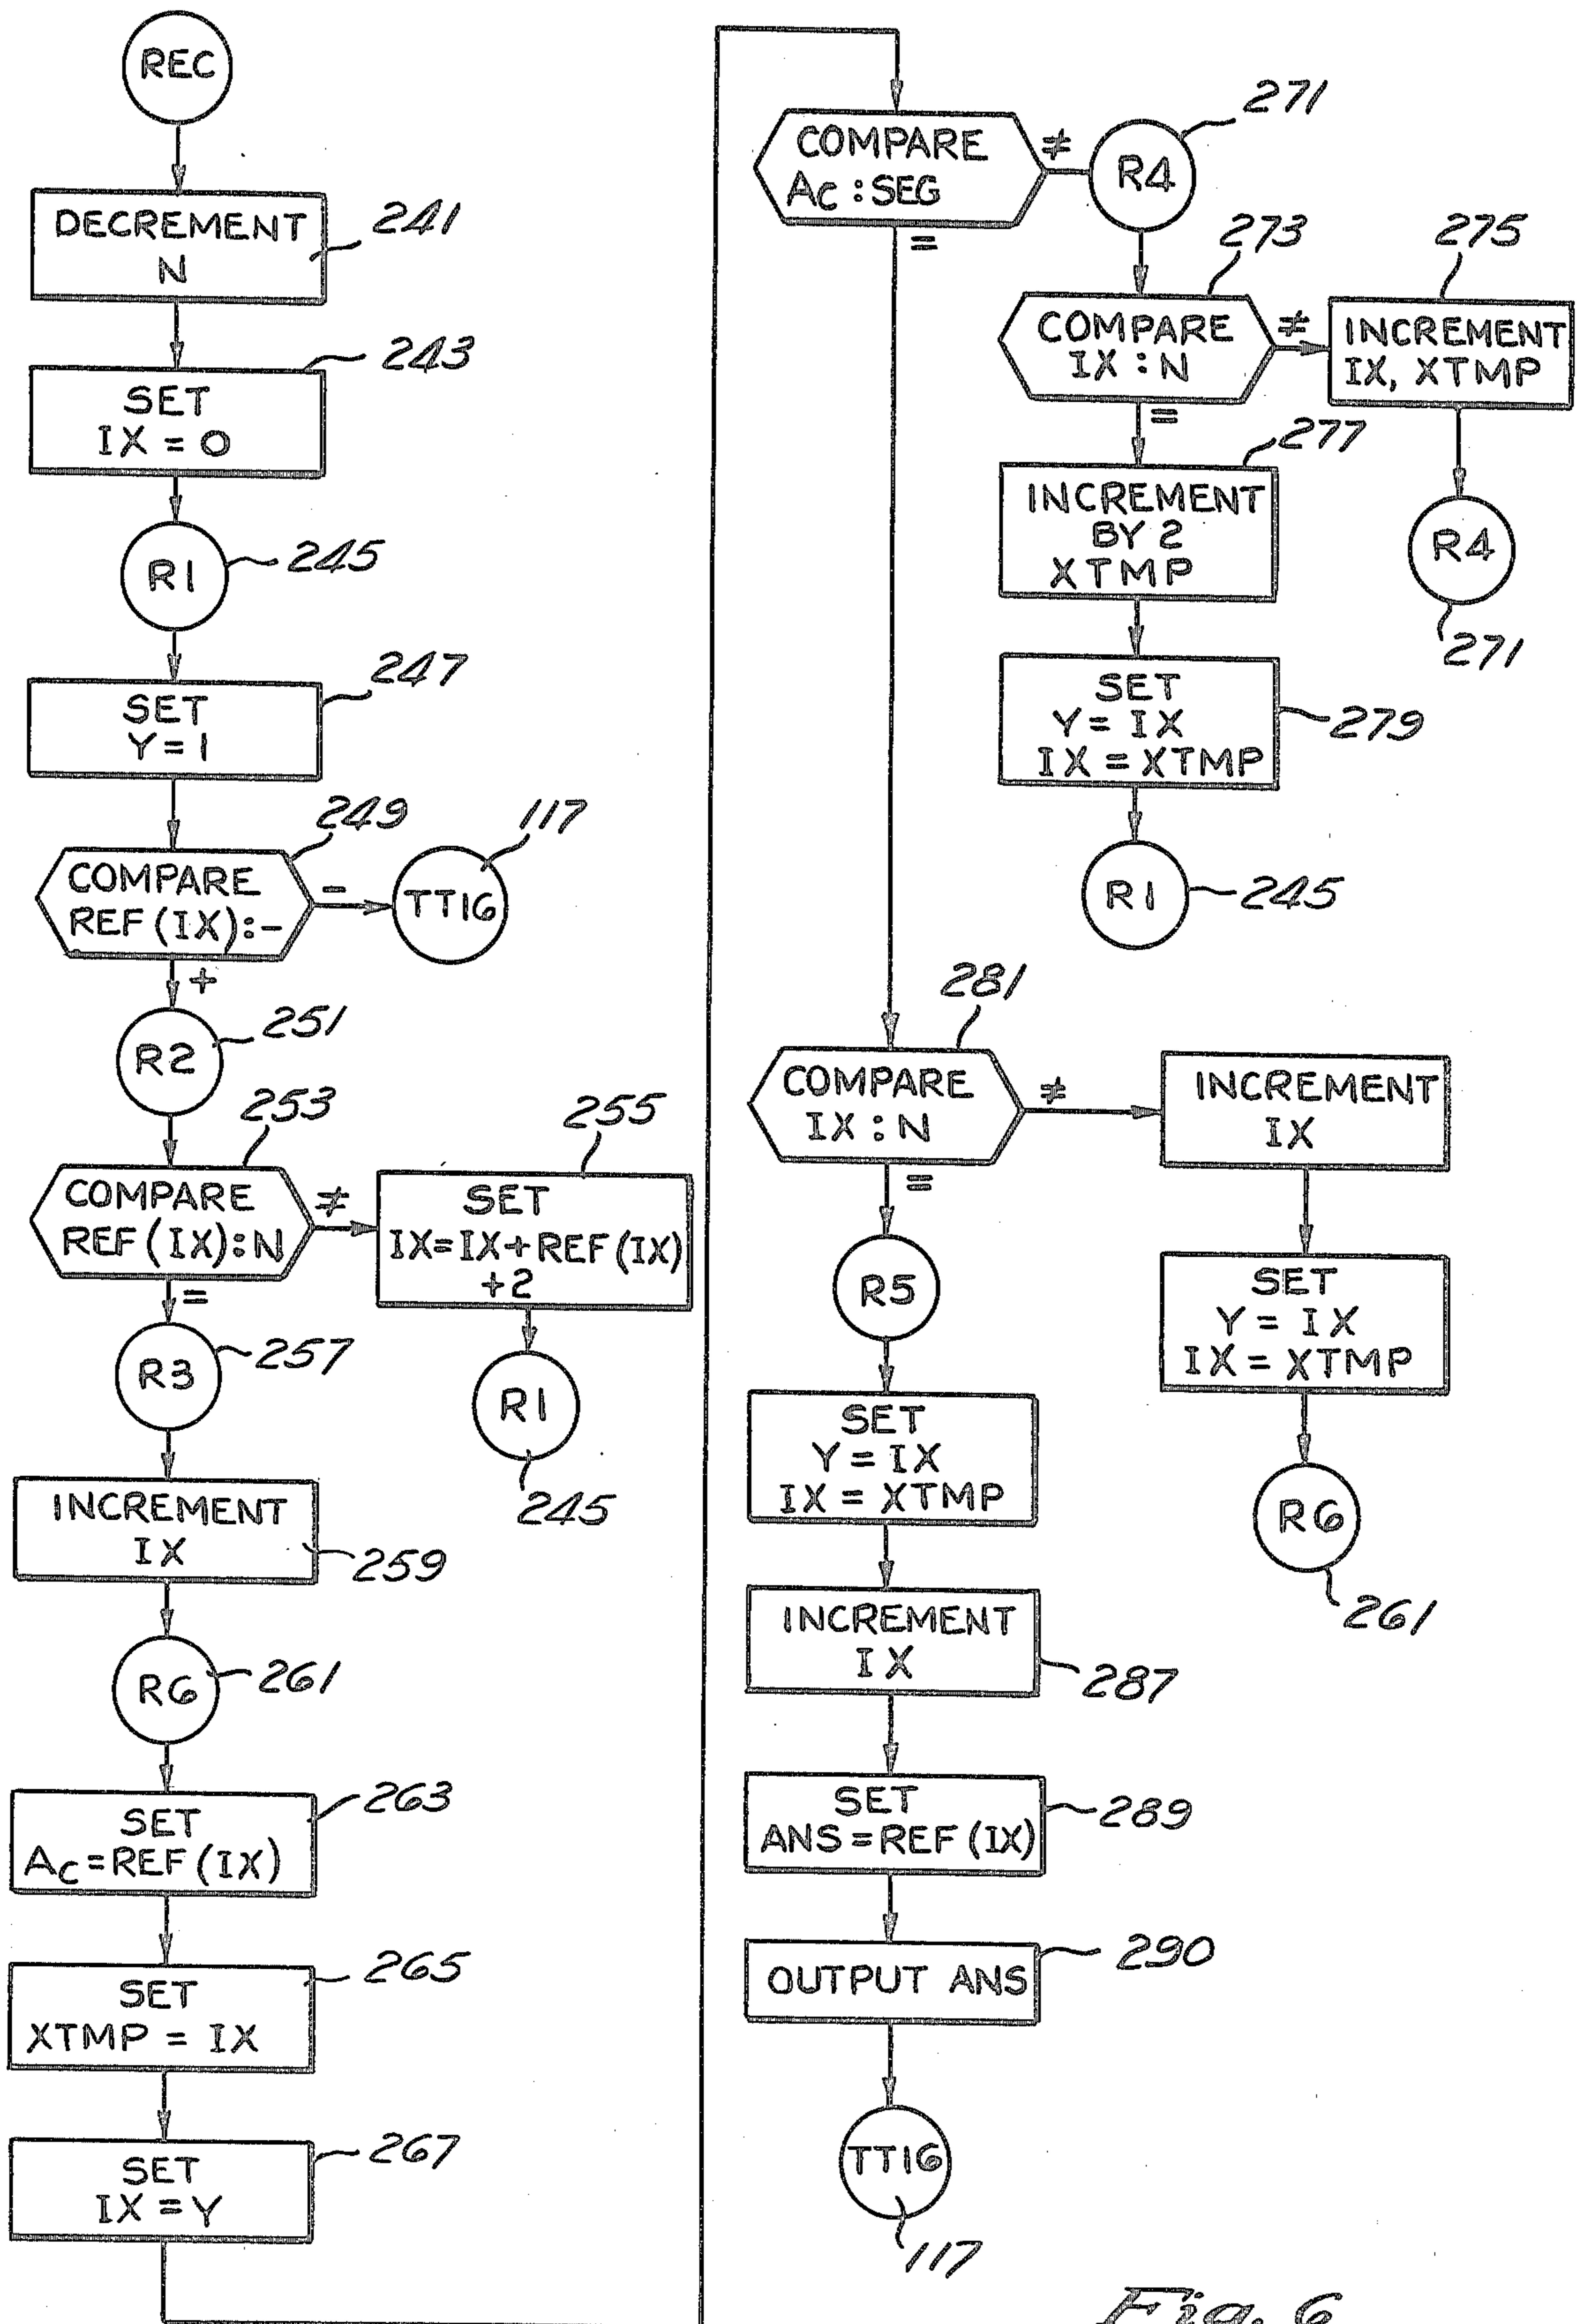 REC
DECREMENT
N
241
SET
IX = 0
243
R1
245
SET
Y = 1
247
COMPARE
REF (IX) : -
249
-
TT16
117
+
R2
251
COMPARE
REF (IX) : N
253
≠
SET
IX = IX + REF (IX)
+ 2
255
R1
245
=
R3
257
INCREMENT
IX
259
R6
261
SET
AC = REF (IX)
263
SET
XTMP = IX
265
SET
IX = Y
267
COMPARE
AC : SEG
≠
=
R4
271
COMPARE
IX : N
273
≠
INCREMENT
IX, XTMP
275
R4
271
=
INCREMENT
BY 2
XTMP
277
SET
Y = IX
IX = XTMP
279
R1
245
COMPARE
IX : N
281
≠
INCREMENT
IX
SET
Y = IX
IX = XTMP
R6
261
=
R5
SET
Y = IX
IX = XTMP
INCREMENT
IX
287
SET
ANS = REF (IX)
289
OUTPUT ANS
290
TT16
117
Fig. 6